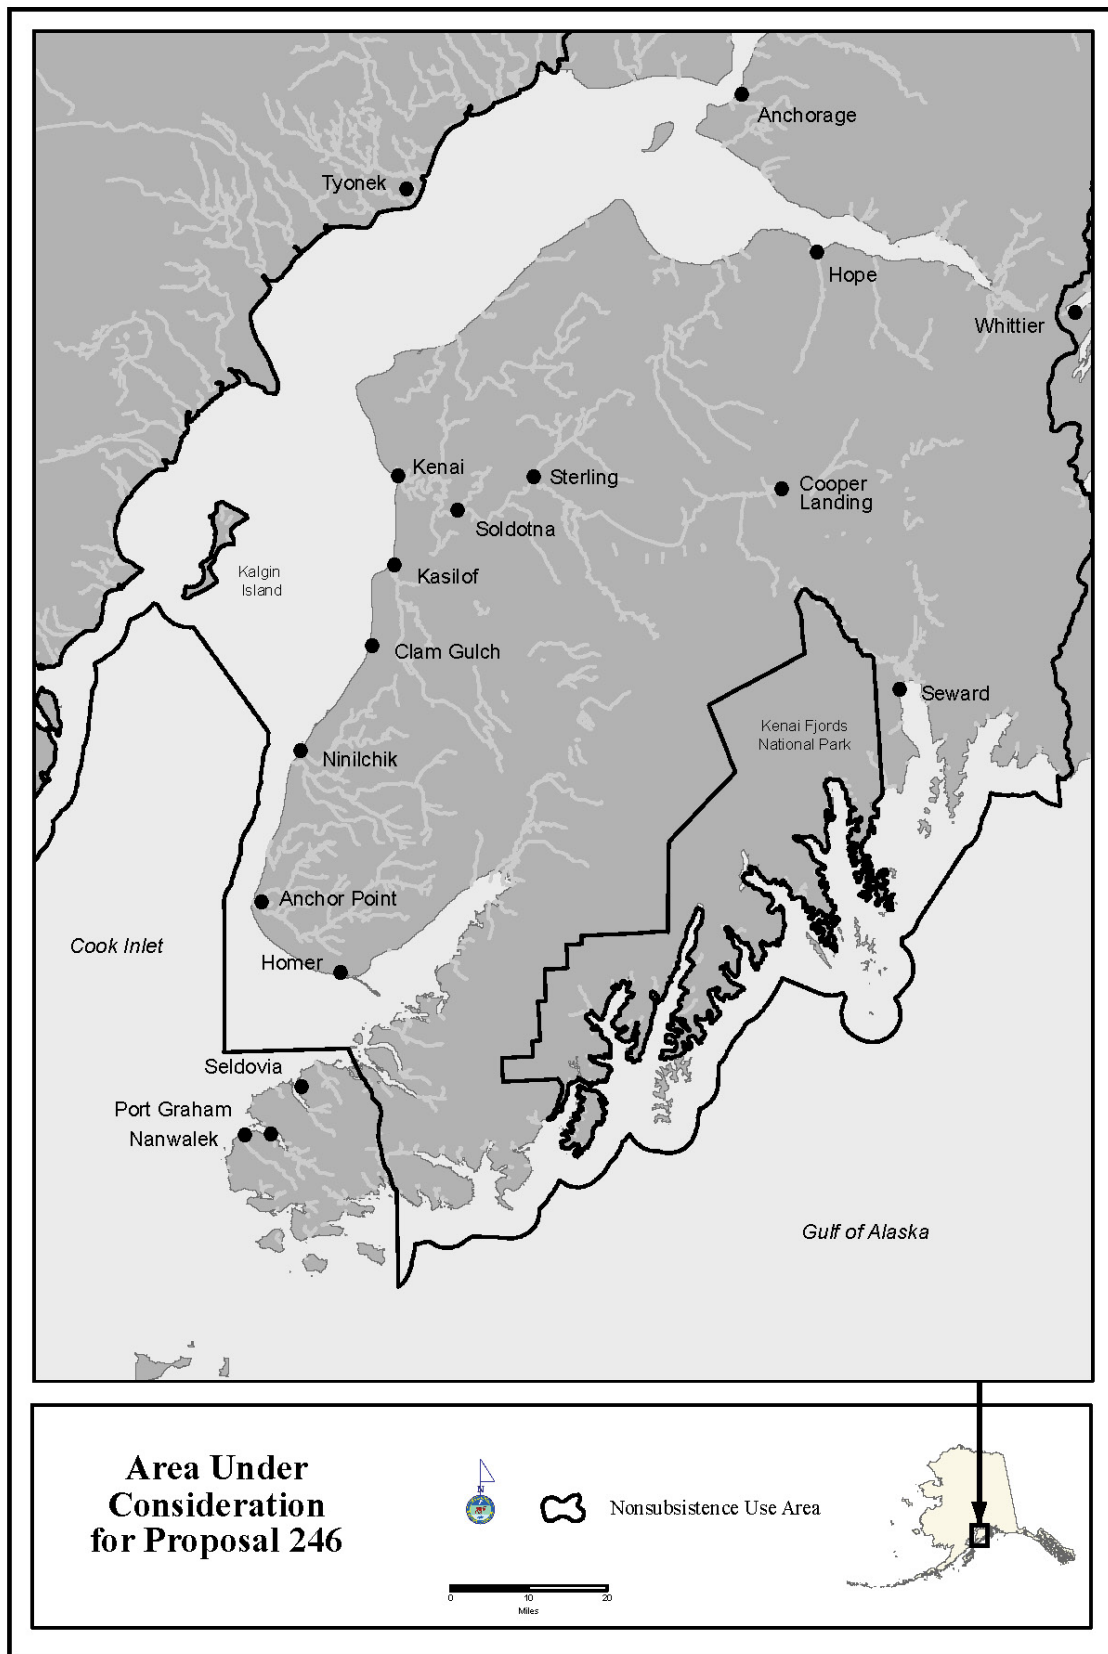 Anchorage
Tyonek
Hope
Whittier
Kenai
Sterling
Cooper
Landing
Soldotna
Kasilof
Kalgin
Island
Clam Gulch
Seward
Kenai Fjords
National Park
Ninilchik
Anchor Point
Cook Inlet
Homer
Seldovia
Port Graham
Nanwalek
Gulf of Alaska
Area Under
Consideration
for Proposal 246
N
Nonsubsistence Use Area
0 10 20
Miles